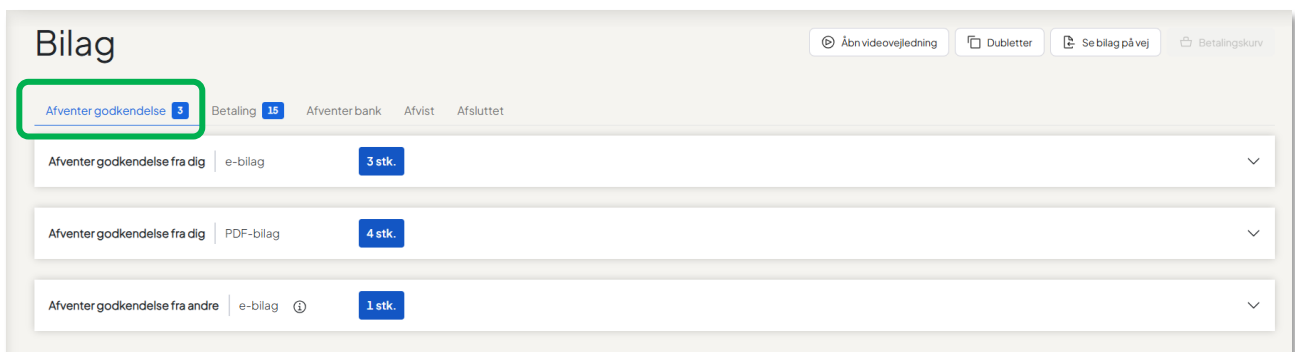 Bilag
Åbn videovejledning Dubletter Se bilag på vej Betalingskurv
Afventer godkendelse 3 Betaling 15 Afventer bank Afvist Afsluttet
Afventer godkendelse fra dig e-bilag 3 stk.
Afventer godkendelse fra dig PDF-bilag 4 stk.
Afventer godkendelse fra andre e-bilag 1 stk.